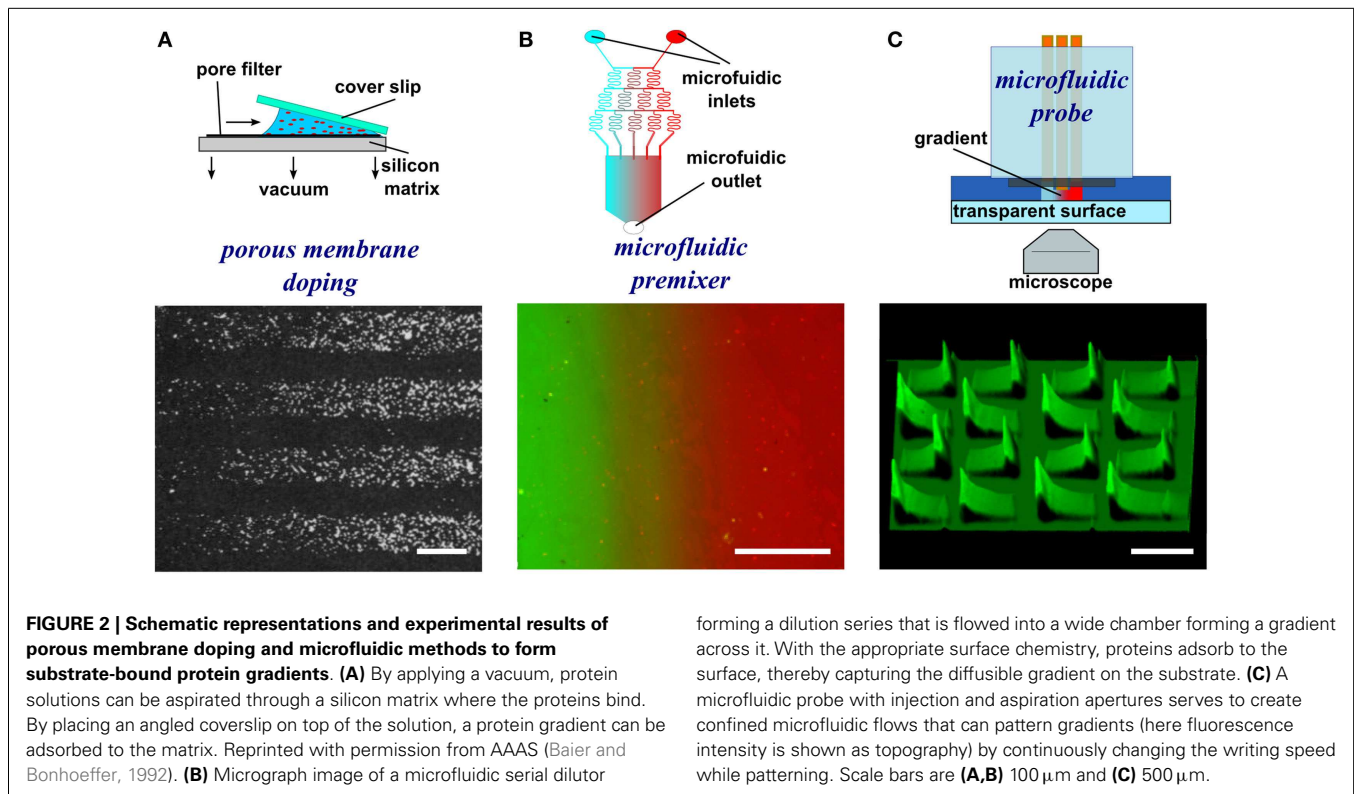 A
pore filter
cover slip
silicon
matrix
vacuum
porous membrane
doping
B
microfuidic
inlets
microfuidic
outlet
microfluidic
premixer
C
microfluidic
probe
gradient
transparent surface
microscope
FIGURE 2 | Schematic representations and experimental results of
porous membrane doping and microfluidic methods to form
substrate-bound protein gradients. (A) By applying a vacuum, protein
solutions can be aspirated through a silicon matrix where the proteins bind.
By placing an angled coverslip on top of the solution, a protein gradient can be
adsorbed to the matrix. Reprinted with permission from AAAS (Baier and
Bonhoeffer, 1992). (B) Micrograph image of a microfluidic serial dilutor
forming a dilution series that is flowed into a wide chamber forming a gradient
across it. With the appropriate surface chemistry, proteins adsorb to the
surface, thereby capturing the diffusible gradient on the substrate. (C) A
microfluidic probe with injection and aspiration apertures serves to create
confined microfluidic flows that can pattern gradients (here fluorescence
intensity is shown as topography) by continuously changing the writing speed
while patterning. Scale bars are (A,B) 100 μm and (C) 500 μm.